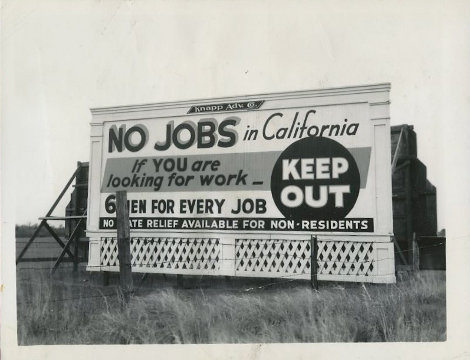 Knapp Adv. Co.
NO JOBS in California
If YOU are
looking for work —
KEEP
OUT
6 MEN FOR EVERY JOB
NO STATE RELIEF AVAILABLE FOR NON-RESIDENTS